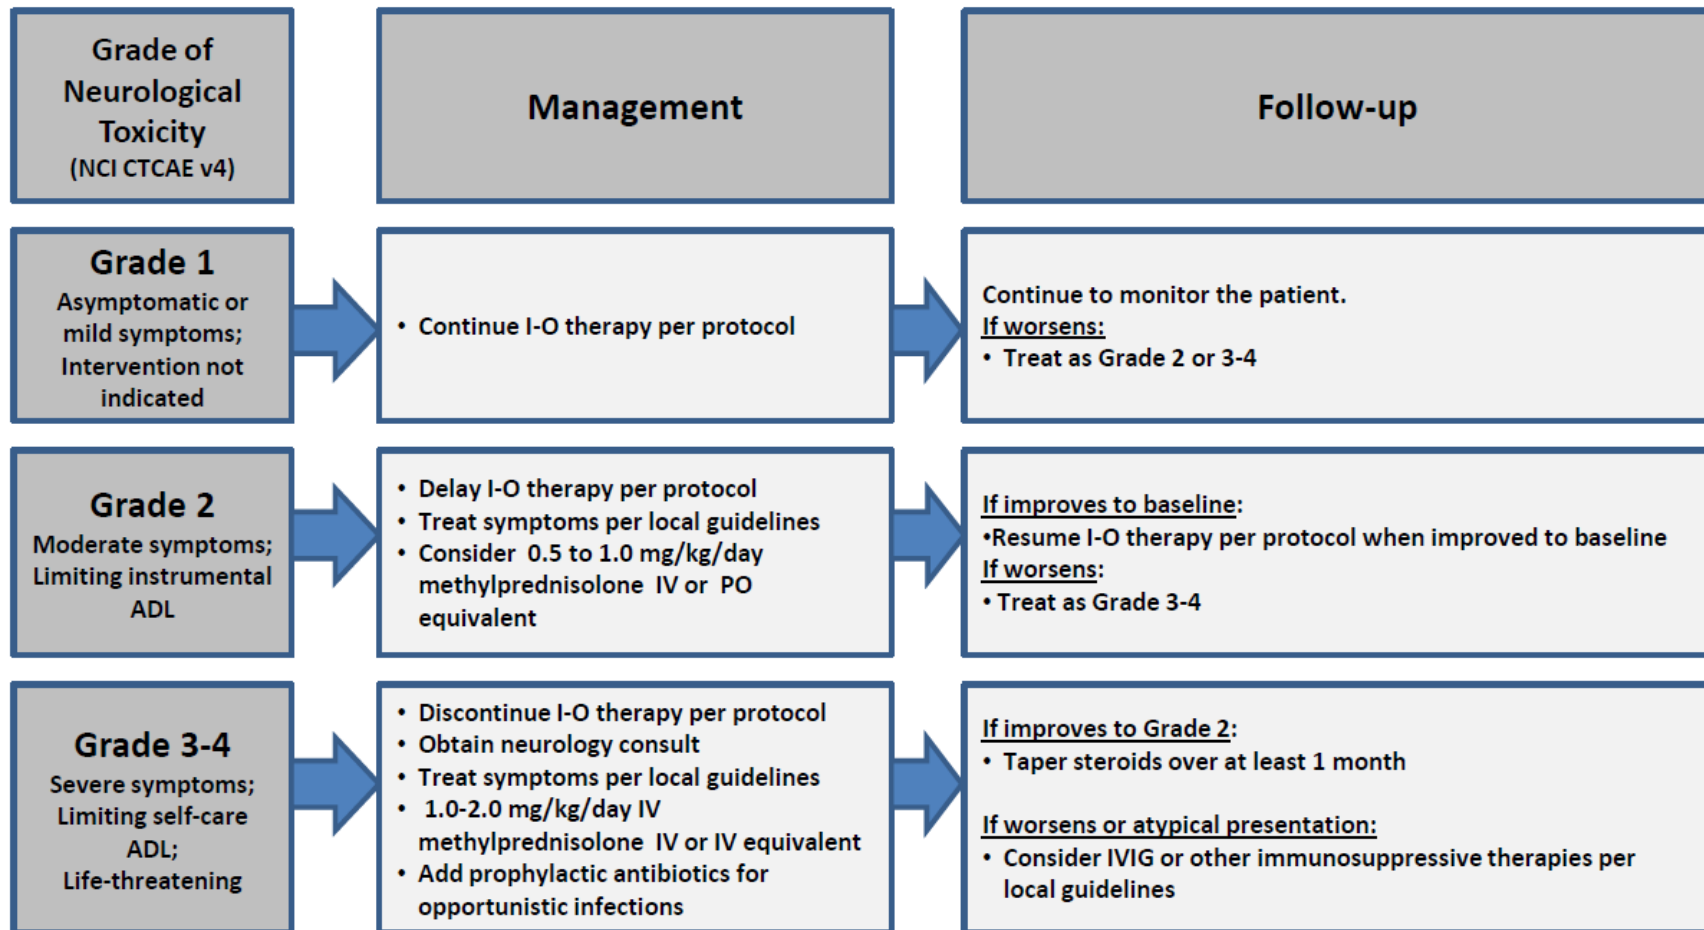 Grade of
Neurological
Toxicity
(NCI CTCAE v4)
Management
Follow-up
Grade 1
Asymptomatic or
mild symptoms;
Intervention not
indicated
• Continue I-O therapy per protocol
Continue to monitor the patient.
If worsens:
• Treat as Grade 2 or 3-4
Grade 2
Moderate symptoms;
Limiting instrumental
ADL
• Delay I-O therapy per protocol
• Treat symptoms per local guidelines
• Consider 0.5 to 1.0 mg/kg/day
methylprednisolone IV or PO
equivalent
If improves to baseline:
•Resume I-O therapy per protocol when improved to baseline
If worsens:
• Treat as Grade 3-4
Grade 3-4
Severe symptoms;
Limiting self-care
ADL;
Life-threatening
• Discontinue I-O therapy per protocol
• Obtain neurology consult
• Treat symptoms per local guidelines
• 1.0-2.0 mg/kg/day IV
methylprednisolone IV or IV equivalent
• Add prophylactic antibiotics for
opportunistic infections
If improves to Grade 2:
• Taper steroids over at least 1 month
If worsens or atypical presentation:
• Consider IVIG or other immunosuppressive therapies per
local guidelines